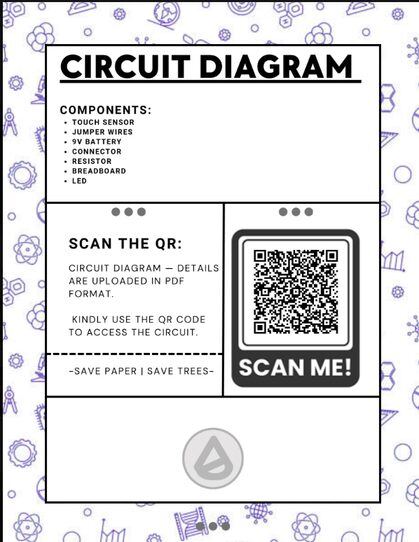 CIRCUIT DIAGRAM
COMPONENTS:
• TOUCH SENSOR
• JUMPER WIRES
• 9V BATTERY
• CONNECTOR
• RESISTOR
• BREADBOARD
• LED
SCAN THE QR:
CIRCUIT DIAGRAM — DETAILS
ARE UPLOADED IN PDF
FORMAT.
KINDLY USE THE QR CODE
TO ACCESS THE CIRCUIT.
~SAVE PAPER | SAVE TREES~
SCAN ME!